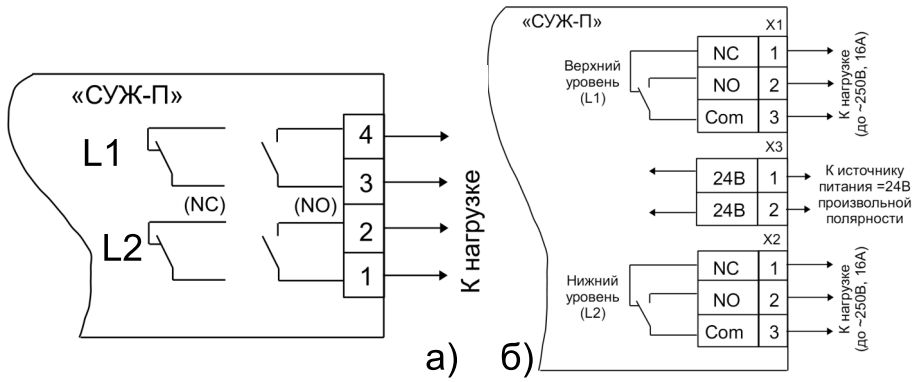 «СУЖ-П»
L1
(NC)
(NO)
L2
4
3
2
1
К нагрузке
а)
«СУЖ-П»
X1
Верхний
уровень
(L1)
NC 1
NO 2
Com 3
К нагрузке
(до ~250В, 16А)
X3
24В 1
24В 2
К источнику
питания =24В
произвольной
полярности
X2
Нижний
уровень
(L2)
NC 1
NO 2
Com 3
К нагрузке
(до ~250В, 16А)
б)